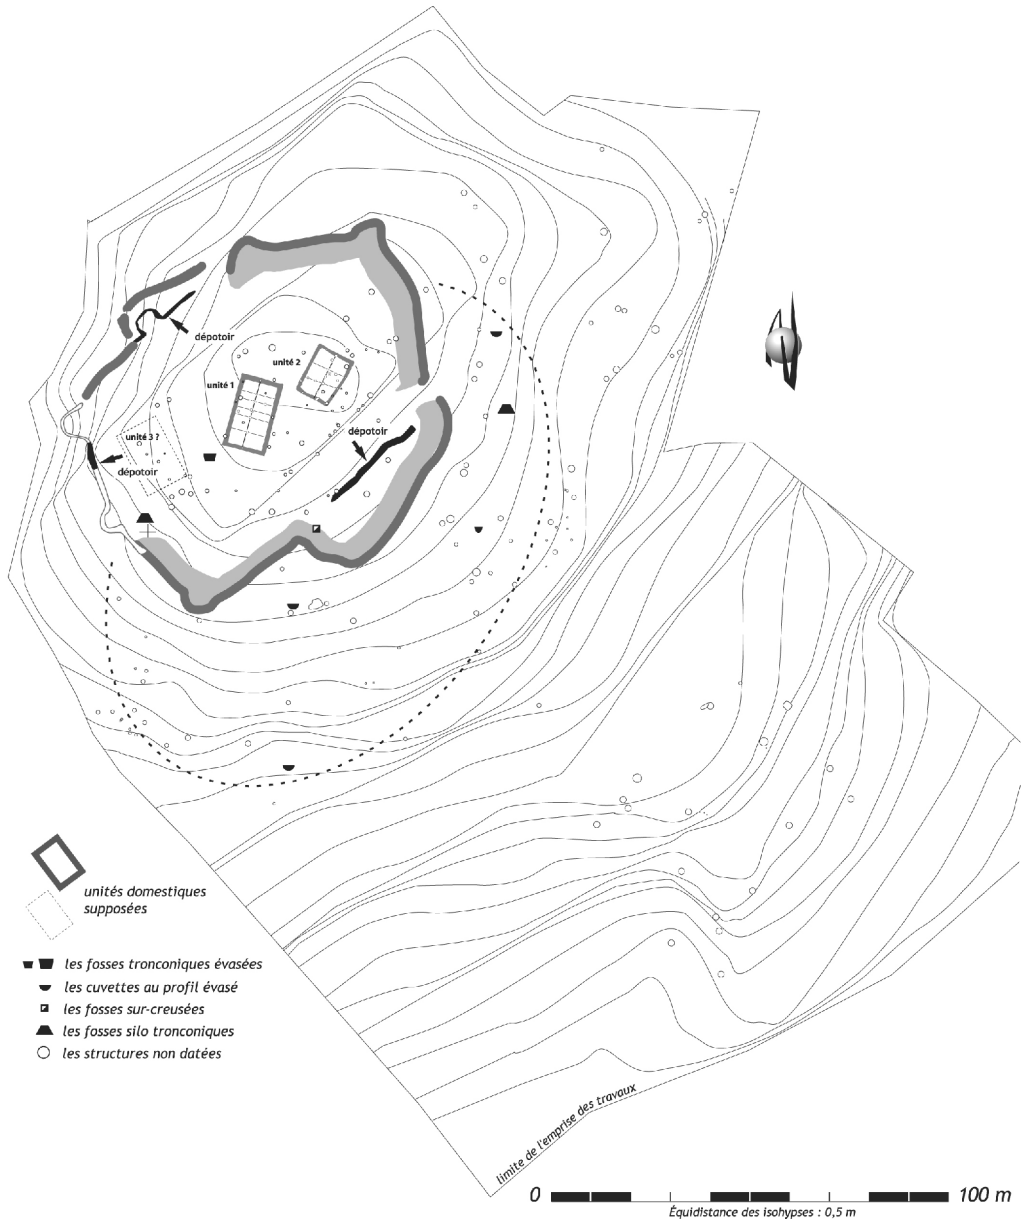 dépotoir
unité 2
unité 1
dépotoir
unité 3 ?
dépotoir
unités domestiques
supposées
les fosses tronconiques évasées
les cuvettes au profil évasé
les fosses sur-creusées
les fosses silo tronconiques
les structures non datées
limite de l'emprise des travaux
0 100 m
Équidistance des isohypses : 0,5 m